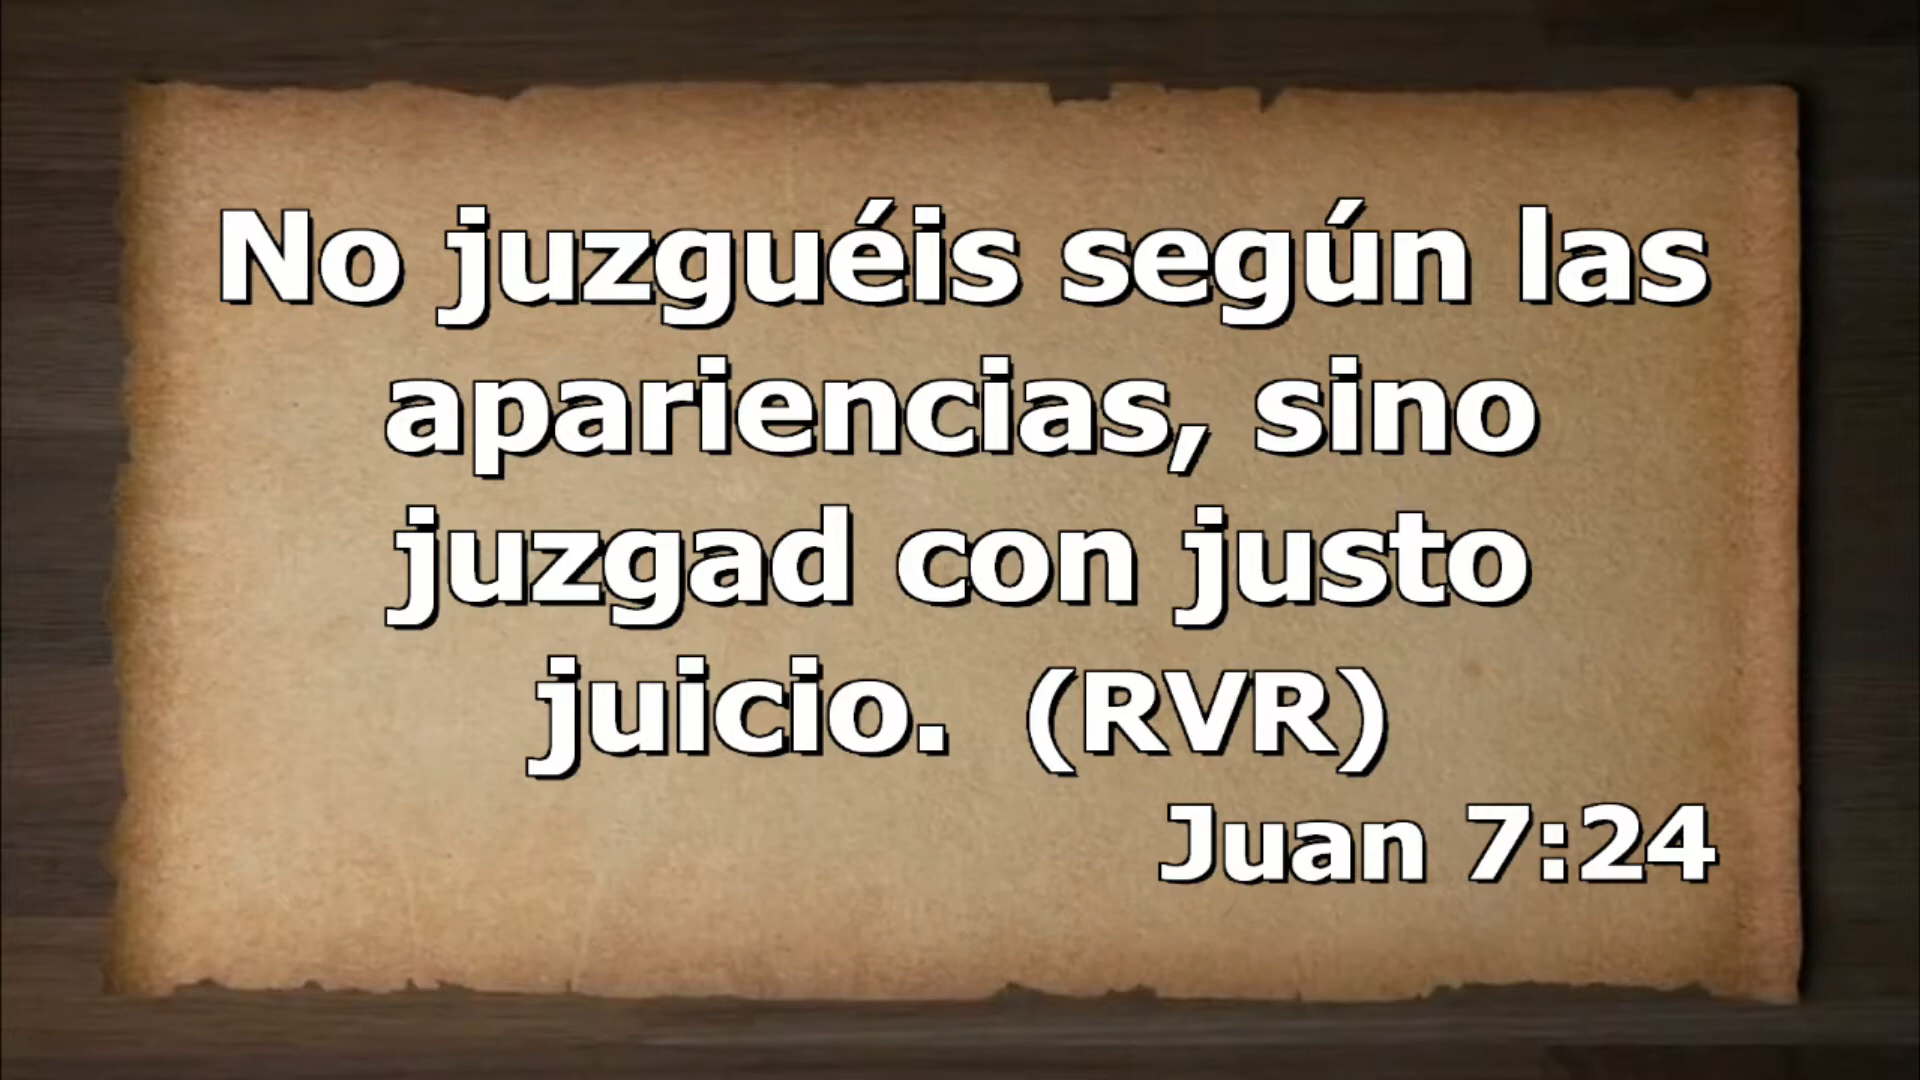 No juzguéis según las
apariencias, sino
juzgad con justo
juicio.  (RVR)
Juan 7:24